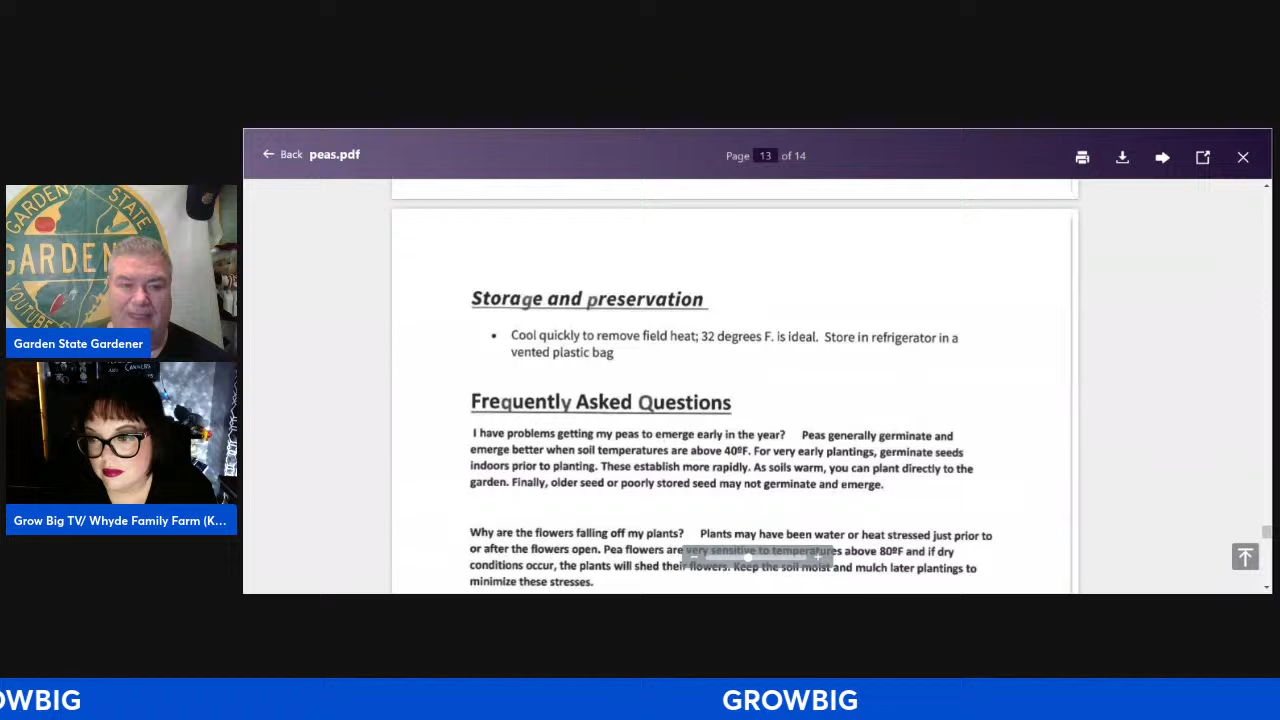 Back peas.pdf
Page 13 of 14
GARDEN STATE
GARDEN
YOUTUBE
Garden State Gardener
Grow Big TV/ Whyde Family Farm (K...
Storage and preservation
• Cool quickly to remove field heat; 32 degrees F. is ideal. Store in refrigerator in a
vented plastic bag
Frequently Asked Questions
I have problems getting my peas to emerge early in the year? Peas generally germinate and
emerge better when soil temperatures are above 40ºF. For very early plantings, germinate seeds
indoors prior to planting. These establish more rapidly. As soils warm, you can plant directly to the
garden. Finally, older seed or poorly stored seed may not germinate and emerge.
Why are the flowers falling off my plants? Plants may have been water or heat stressed just prior to
or after the flowers open. Pea flowers are very sensitive to temperatures above 80ºF and if dry
conditions occur, the plants will shed their flowers. Keep the soil moist and mulch later plantings to
minimize these stresses.
OWBIG
GROWBIG